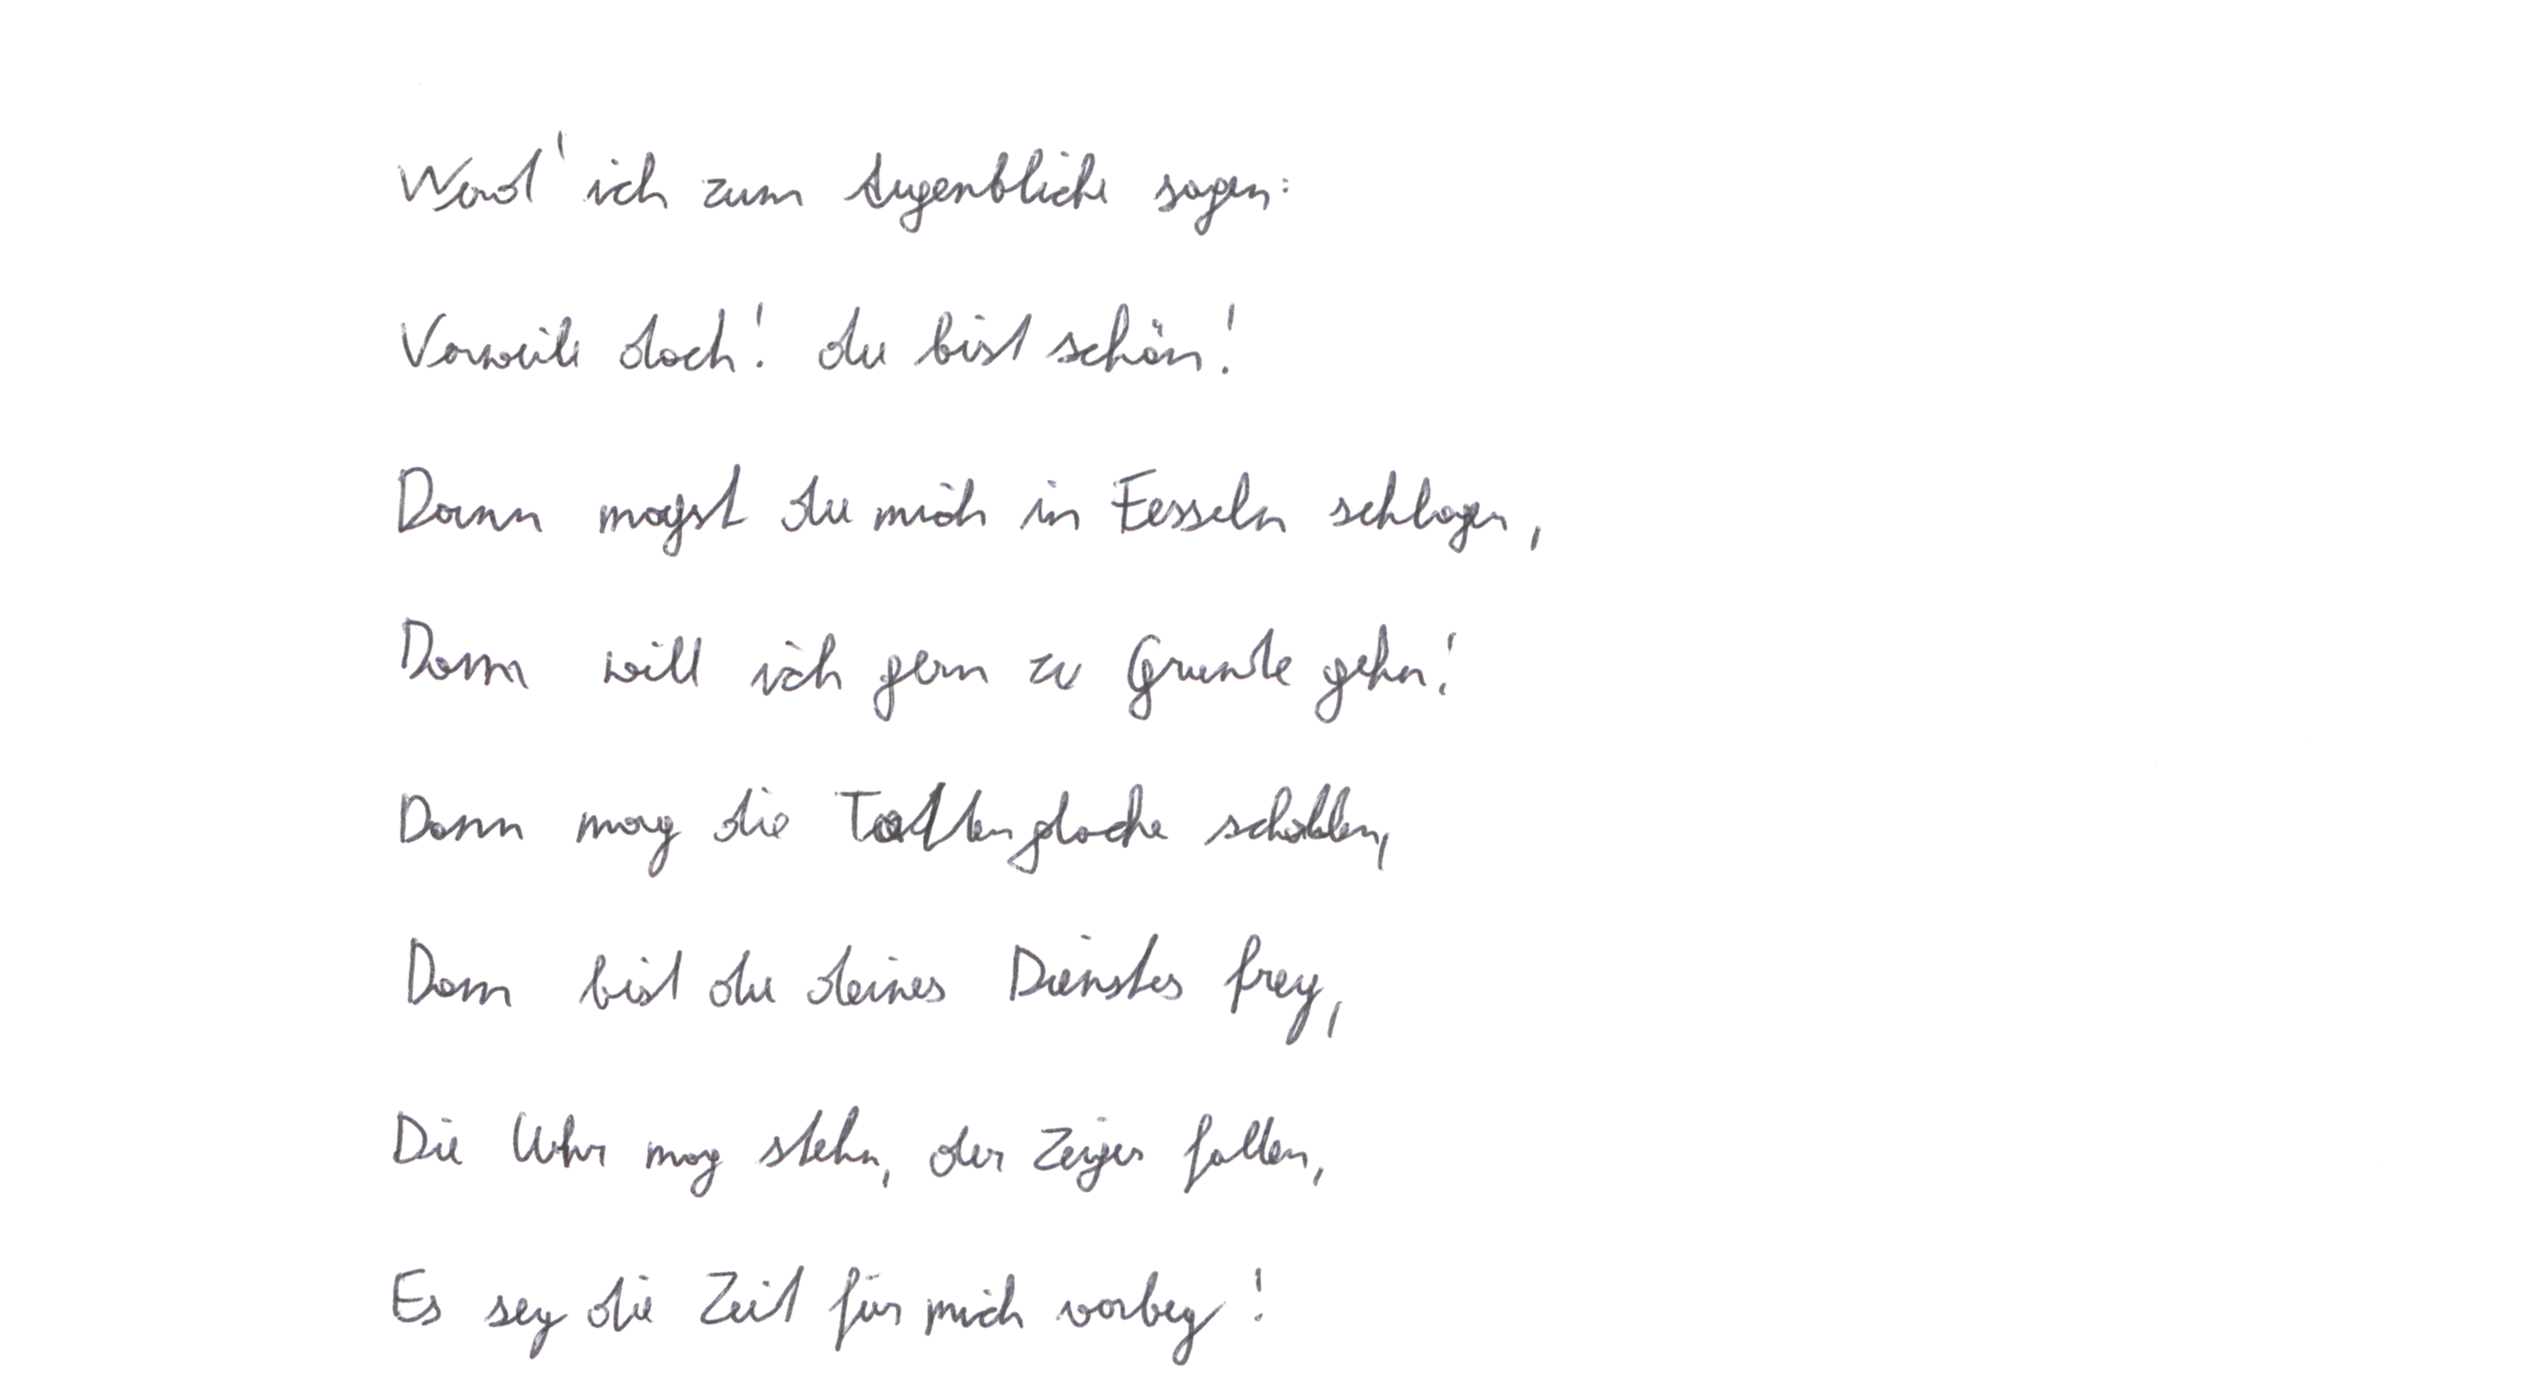 Werd' ich zum Augenblicke sagen:
Verweile doch! du bist schön!
Dann magst du mich in Fesseln schlagen,
Dann will ich gern zu Grunde gehn!
Dann mag die Todtenglocke schallen,
Dann bist du deines Dienstes frey,
Die Uhr mag stehn, der Zeiger fallen,
Es sey die Zeit für mich vorbey!